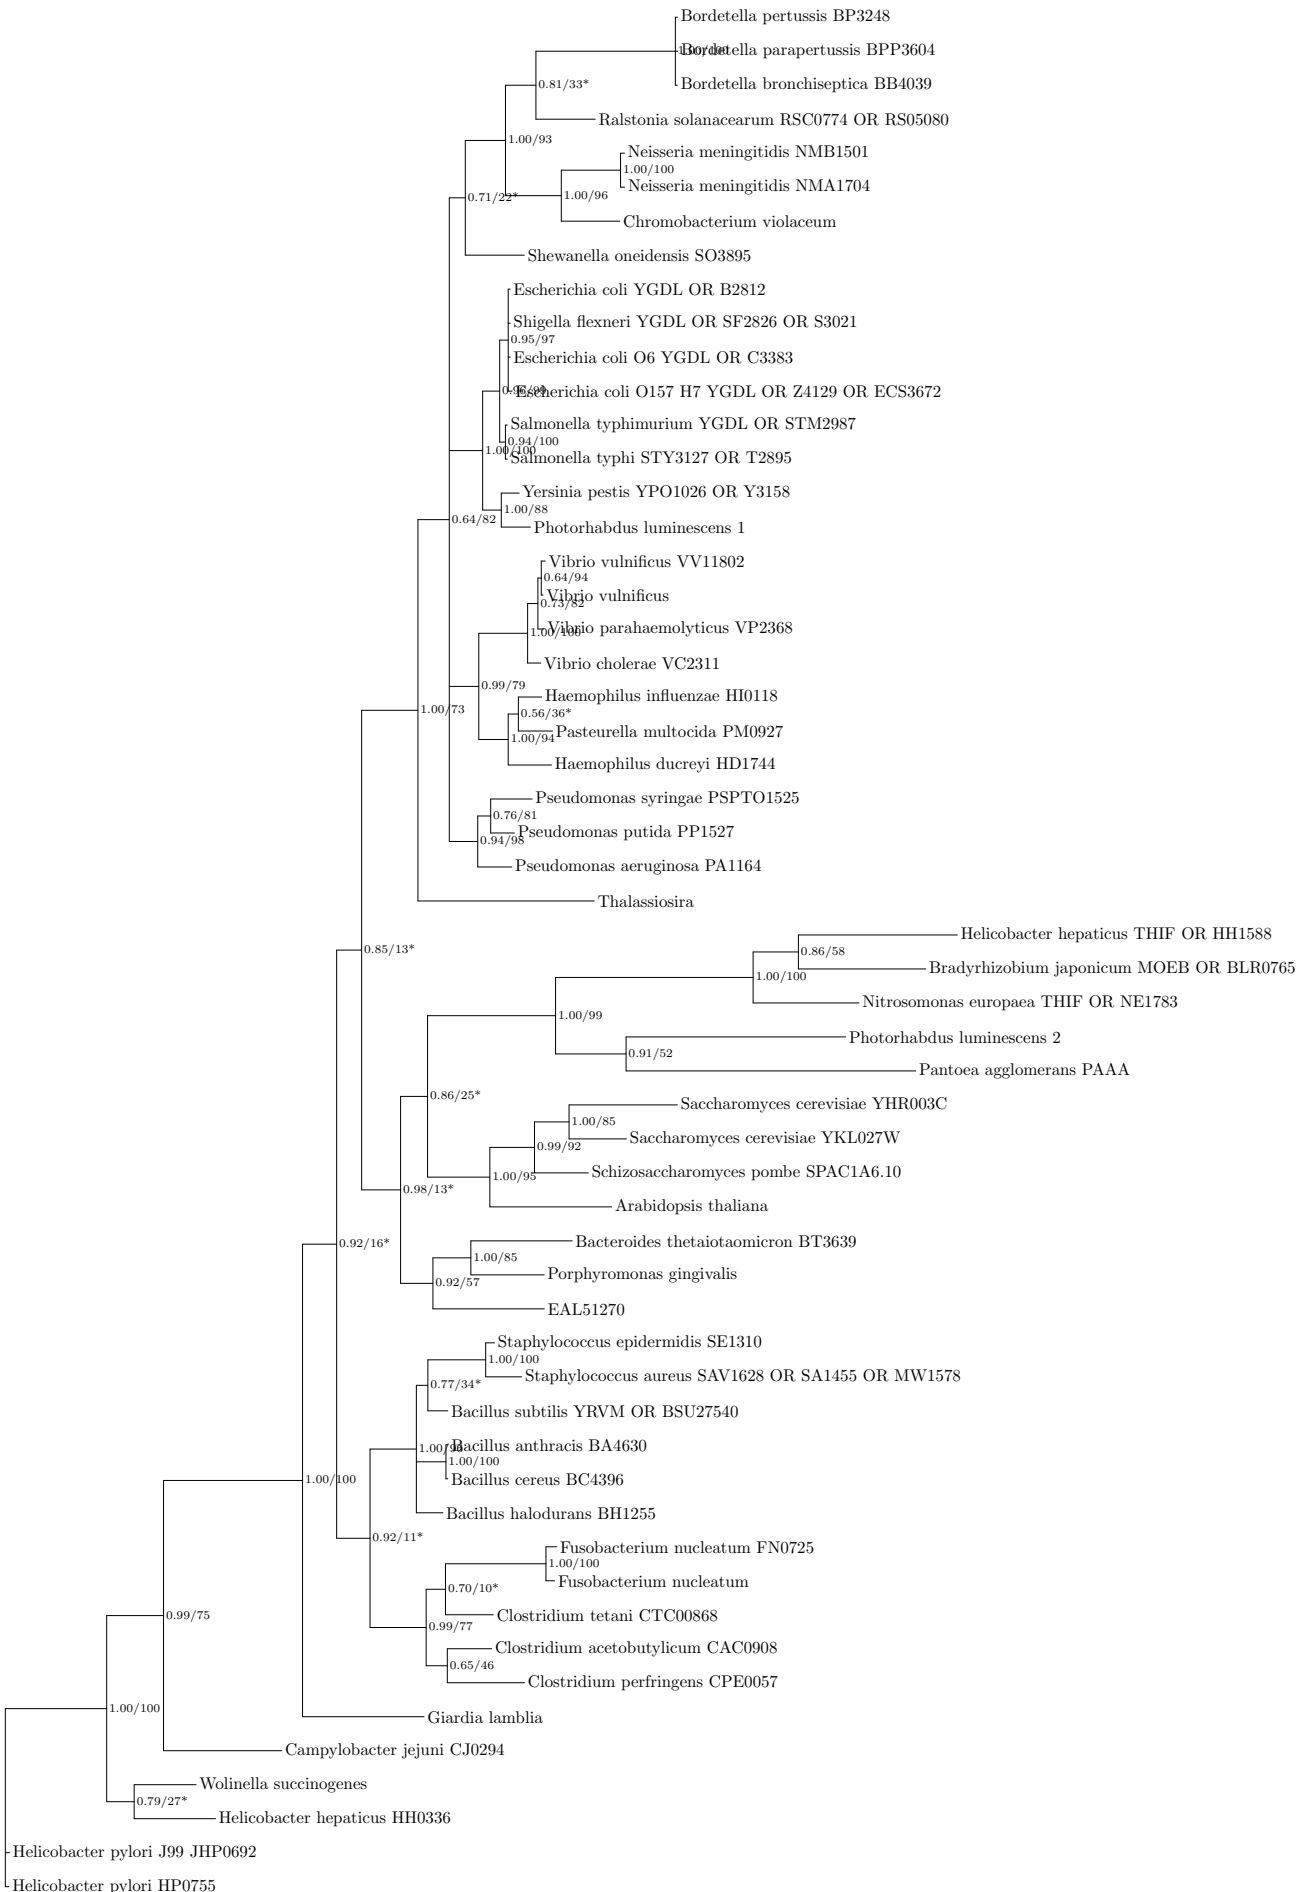 Bordetella pertussis BP3248
Bordetella parapertussis BPP3604
1.00/100
Bordetella bronchiseptica BB4039
0.81/33*
Ralstonia solanacearum RSC0774 OR RS05080
1.00/93
Neisseria meningitidis NMB1501
1.00/100
Neisseria meningitidis NMA1704
1.00/96
0.71/22*
Chromobacterium violaceum
Shewanella oneidensis SO3895
Escherichia coli YGDL OR B2812
Shigella flexneri YGDL OR SF2826 OR S3021
0.95/97
Escherichia coli O6 YGDL OR C3383
Escherichia coli O157 H7 YGDL OR Z4129 OR ECS3672
Salmonella typhimurium YGDL OR STM2987
0.94/100
1.00/100
Salmonella typhi STY3127 OR T2895
Yersinia pestis YPO1026 OR Y3158
1.00/88
0.64/82
Photorhabdus luminescens 1
Vibrio vulnificus VV11802
0.64/94
Vibrio vulnificus
0.73/82
Vibrio parahaemolyticus VP2368
1.00/100
Vibrio cholerae VC2311
0.99/79
Haemophilus influenzae HI0118
1.00/73
0.56/36*
Pasteurella multocida PM0927
1.00/94
Haemophilus ducreyi HD1744
Pseudomonas syringae PSPTO1525
0.76/81
Pseudomonas putida PP1527
0.94/98
Pseudomonas aeruginosa PA1164
Thalassiosira
Helicobacter hepaticus THIF OR HH1588
0.85/13*
0.86/58
Bradyrhizobium japonicum MOEB OR BLR0765
1.00/100
Nitrosomonas europaea THIF OR NE1783
1.00/99
Photorhabdus luminescens 2
0.91/52
Pantoea agglomerans PAAA
0.86/25*
Saccharomyces cerevisiae YHR003C
1.00/85
Saccharomyces cerevisiae YKL027W
0.99/92
Schizosaccharomyces pombe SPAC1A6.10
1.00/95
0.98/13*
Arabidopsis thaliana
Bacteroides thetaiotaomicron BT3639
0.92/16*
1.00/85
Porphyromonas gingivalis
0.92/57
EAL51270
Staphylococcus epidermidis SE1310
1.00/100
Staphylococcus aureus SAV1628 OR SA1455 OR MW1578
0.77/34*
Bacillus subtilis YRVM OR BSU27540
Bacillus anthracis BA4630
1.00/100
1.00/100
Bacillus cereus BC4396
Bacillus halodurans BH1255
0.92/11*
Fusobacterium nucleatum FN0725
1.00/100
Fusobacterium nucleatum
0.70/10*
Clostridium tetani CTC00868
0.99/75
0.99/77
Clostridium acetobutylicum CAC0908
0.65/46
Clostridium perfringens CPE0057
1.00/100
Giardia lamblia
Campylobacter jejuni CJ0294
Wolinella succinogenes
0.79/27*
Helicobacter hepaticus HH0336
Helicobacter pylori J99 JHP0692
Helicobacter pylori HP0755